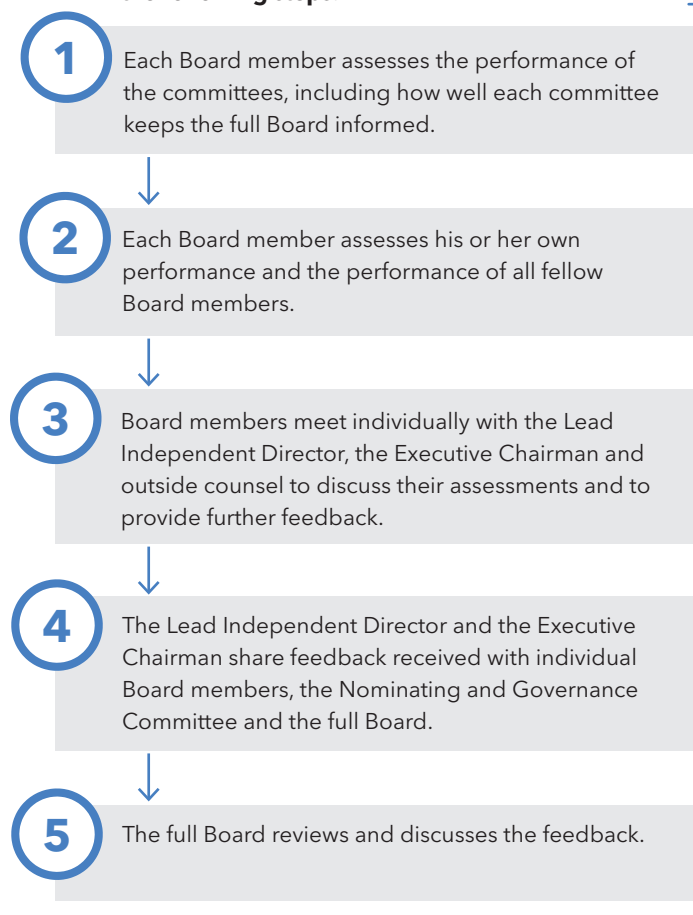 1
Each Board member assesses the performance of
the committees, including how well each committee
keeps the full Board informed.
2
Each Board member assesses his or her own
performance and the performance of all fellow
Board members.
3
Board members meet individually with the Lead
Independent Director, the Executive Chairman and
outside counsel to discuss their assessments and to
provide further feedback.
4
The Lead Independent Director and the Executive
Chairman share feedback received with individual
Board members, the Nominating and Governance
Committee and the full Board.
5
The full Board reviews and discusses the feedback.